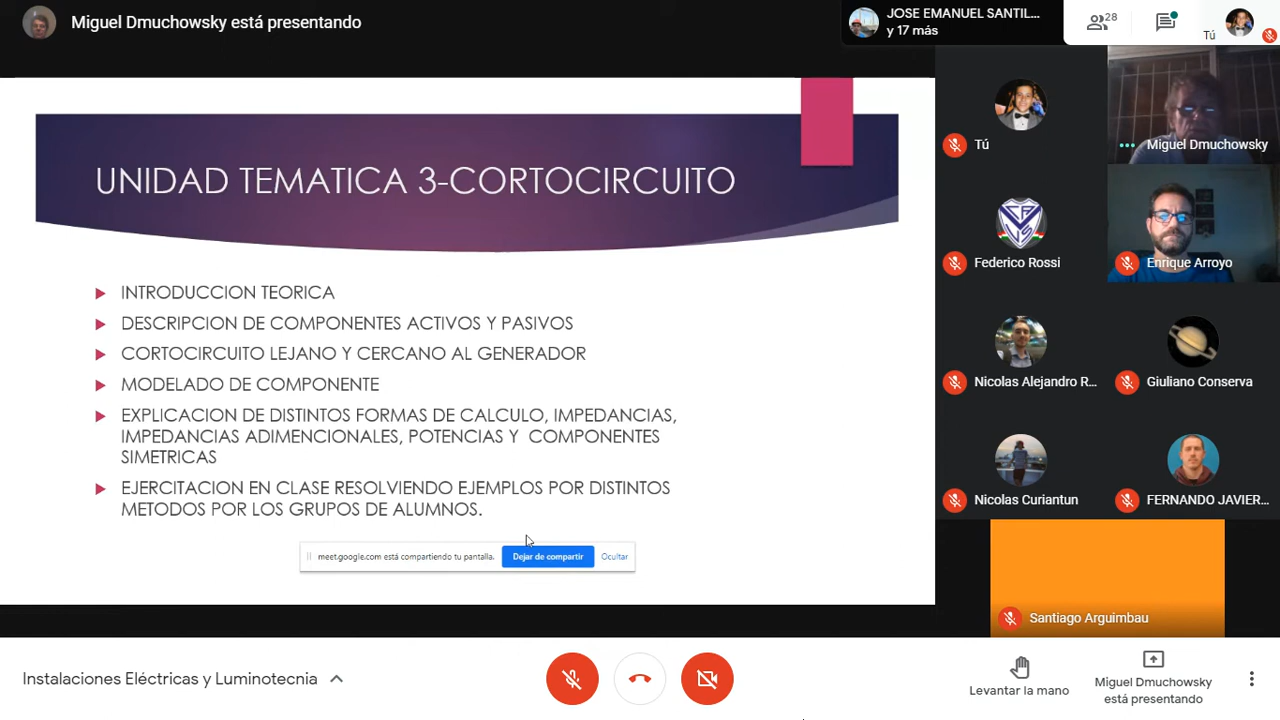 Miguel Dmuchowsky está presentando
JOSE EMANUEL SANTIL...
y 17 más
28
Tú
UNIDAD TEMATICA 3-CORTOCIRCUITO
INTRODUCCION TEORICA
DESCRIPCION DE COMPONENTES ACTIVOS Y PASIVOS
CORTOCIRCUITO LEJANO Y CERCANO AL GENERADOR
MODELADO DE COMPONENTE
EXPLICACION DE DISTINTOS FORMAS DE CALCULO, IMPEDANCIAS,
IMPEDANCIAS ADIMENCIONALES, POTENCIAS Y COMPONENTES
SIMETRICAS
EJERCITACION EN CLASE RESOLVIENDO EJEMPLOS POR DISTINTOS
METODOS POR LOS GRUPOS DE ALUMNOS.
meet.google.com está compartiendo tu pantalla.
Dejar de compartir
Ocultar
Tú
Miguel Dmuchowsky
Federico Rossi
Enrique Arroyo
Nicolas Alejandro R...
Giuliano Conserva
Nicolas Curiantun
FERNANDO JAVIER...
Santiago Arguimbau
Instalaciones Eléctricas y Luminotecnia
Levantar la mano
Miguel Dmuchowsky
está presentando